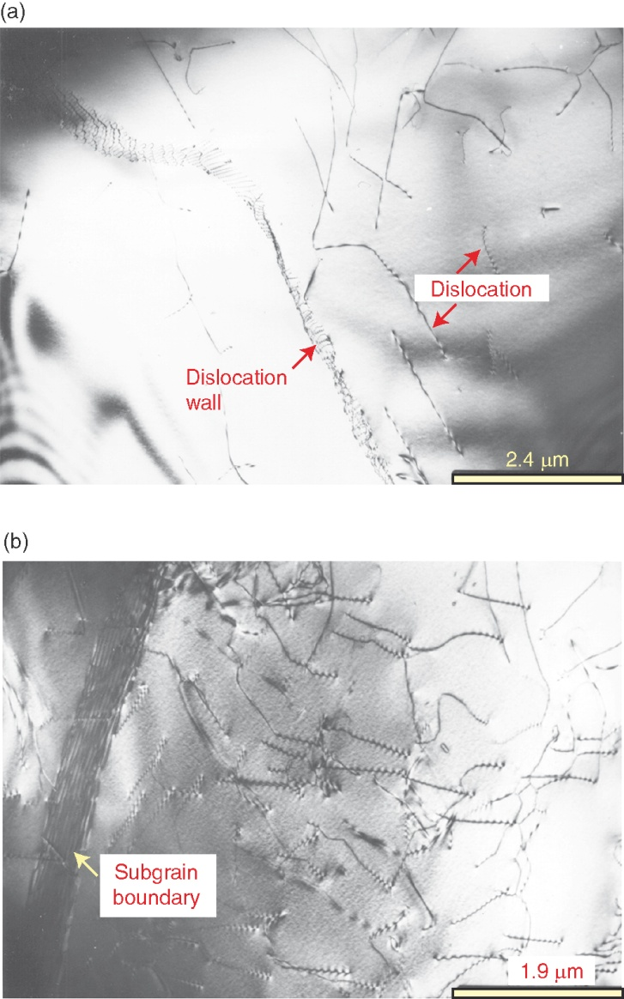 (a)
Dislocation
Dislocation
wall
2.4 μm
(b)
Subgrain
boundary
1.9 μm